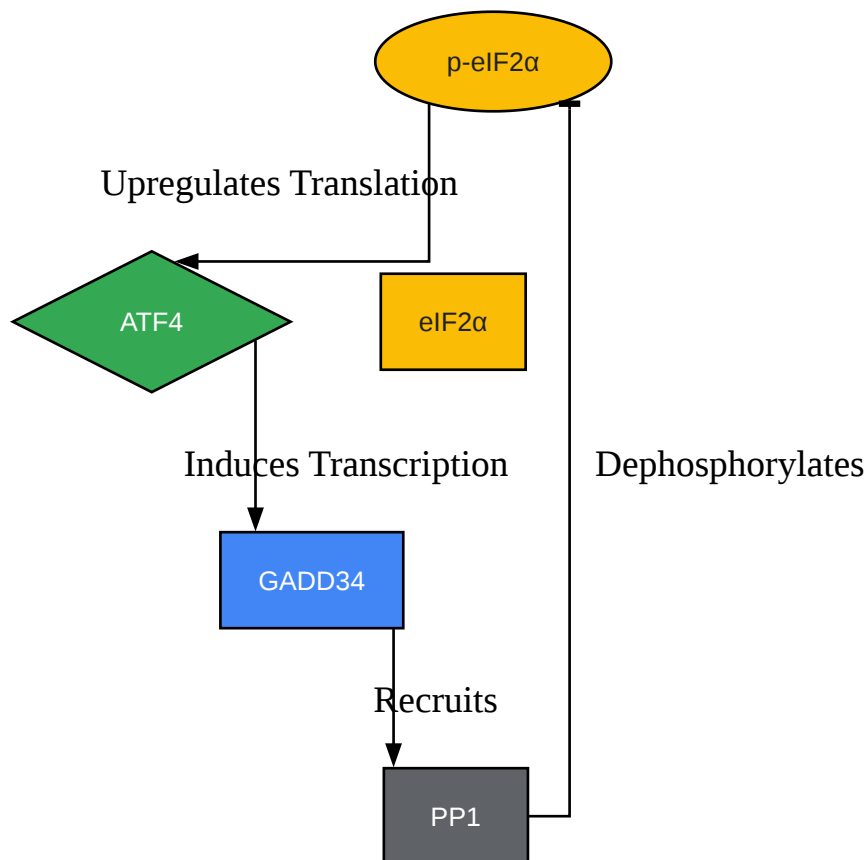 p-eIF2α
Upregulates Translation
ATF4
eIF2α
Induces Transcription
Dephosphorylates
GADD34
Recruits
PP1